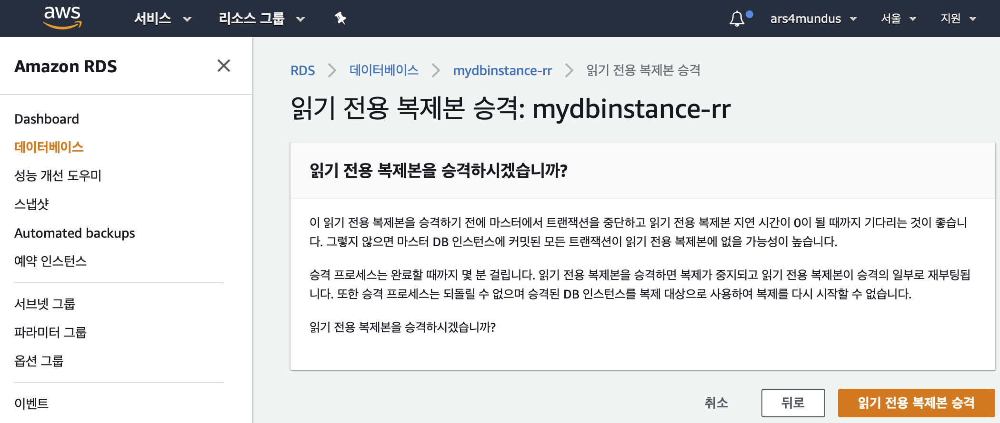 aws
서비스
리소스 그룹
ars4mundus
서울
지원
Amazon RDS
Dashboard
데이터베이스
성능 개선 도우미
스냅샷
Automated backups
예약 인스턴스
서브넷 그룹
파라미터 그룹
옵션 그룹
이벤트
RDS
데이터베이스
mydbinstance-rr
읽기 전용 복제본 승격
읽기 전용 복제본 승격: mydbinstance-rr
읽기 전용 복제본을 승격하시겠습니까?
이 읽기 전용 복제본을 승격하기 전에 마스터에서 트랜잭션을 중단하고 읽기 전용 복제본 지연 시간이 0이 될 때까지 기다리는 것이 좋습니
다. 그렇지 않으면 마스터 DB 인스턴스에 커밋된 모든 트랜잭션이 읽기 전용 복제본에 없을 가능성이 높습니다.
승격 프로세스는 완료할 때까지 몇 분 걸립니다. 읽기 전용 복제본을 승격하면 복제가 중지되고 읽기 전용 복제본이 승격의 일부로 재부팅됩
니다. 또한 승격 프로세스는 되돌릴 수 없으며 승격된 DB 인스턴스를 복제 대상으로 사용하여 복제를 다시 시작할 수 없습니다.
읽기 전용 복제본을 승격하시겠습니까?
취소
뒤로
읽기 전용 복제본 승격